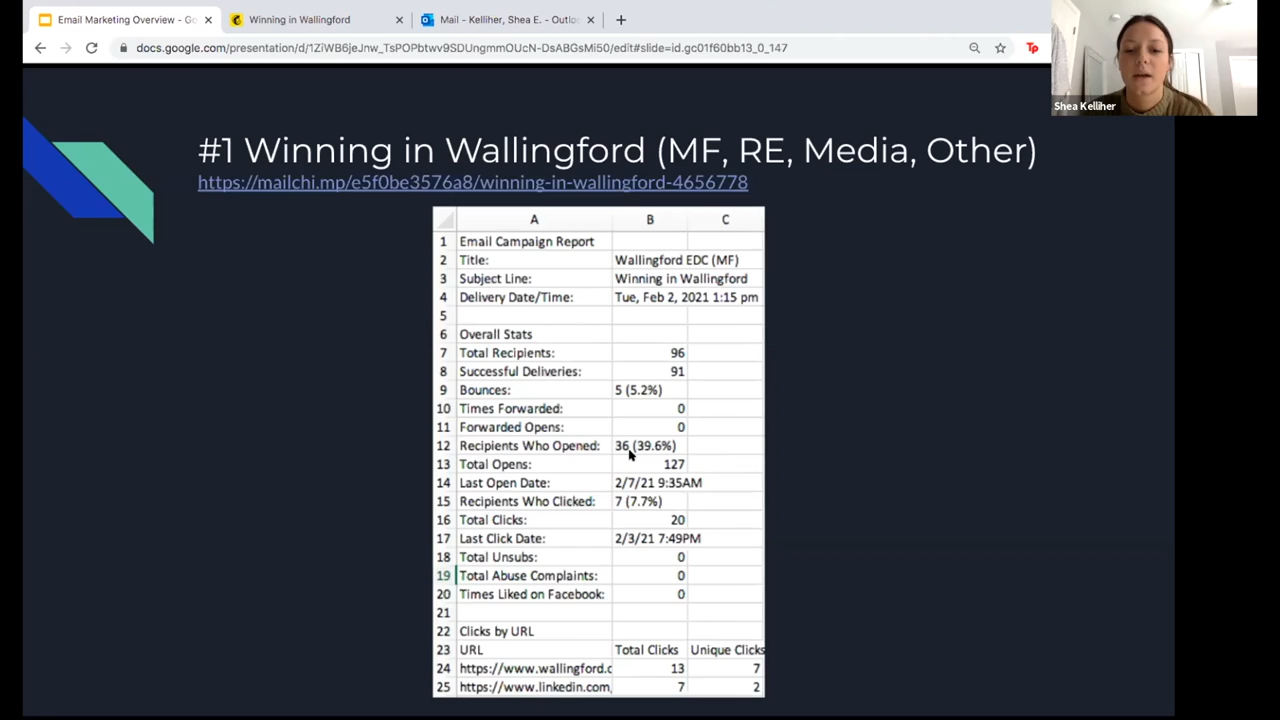 Email Marketing Overview - Go
Winning in Wallingford
Mail - Kelliher, Shea E. - Outlo
docs.google.com/presentation/d/1ZiWB6jeJnw_TsPOPbtwv9SDUngmmOUcN-DsABGsMi50/edit#slide=id.gc01f60bb13_0_147
Tp
Shea Kelliher
#1 Winning in Wallingford (MF, RE, Media, Other)
https://mailchi.mp/e5f0be3576a8/winning-in-wallingford-4656778
A B C
1 Email Campaign Report
2 Title: Wallingford EDC (MF)
3 Subject Line: Winning in Wallingford
4 Delivery Date/Time: Tue, Feb 2, 2021 1:15 pm
5
6 Overall Stats
7 Total Recipients: 96
8 Successful Deliveries: 91
9 Bounces: 5 (5.2%)
10 Times Forwarded: 0
11 Forwarded Opens: 0
12 Recipients Who Opened: 36 (39.6%)
13 Total Opens: 127
14 Last Open Date: 2/7/21 9:35AM
15 Recipients Who Clicked: 7 (7.7%)
16 Total Clicks: 20
17 Last Click Date: 2/3/21 7:49PM
18 Total Unsubs: 0
19 Total Abuse Complaints: 0
20 Times Liked on Facebook: 0
21
22 Clicks by URL
23 URL Total Clicks Unique Clicks
24 https://www.wallingford.c 13 7
25 https://www.linkedin.com, 7 2